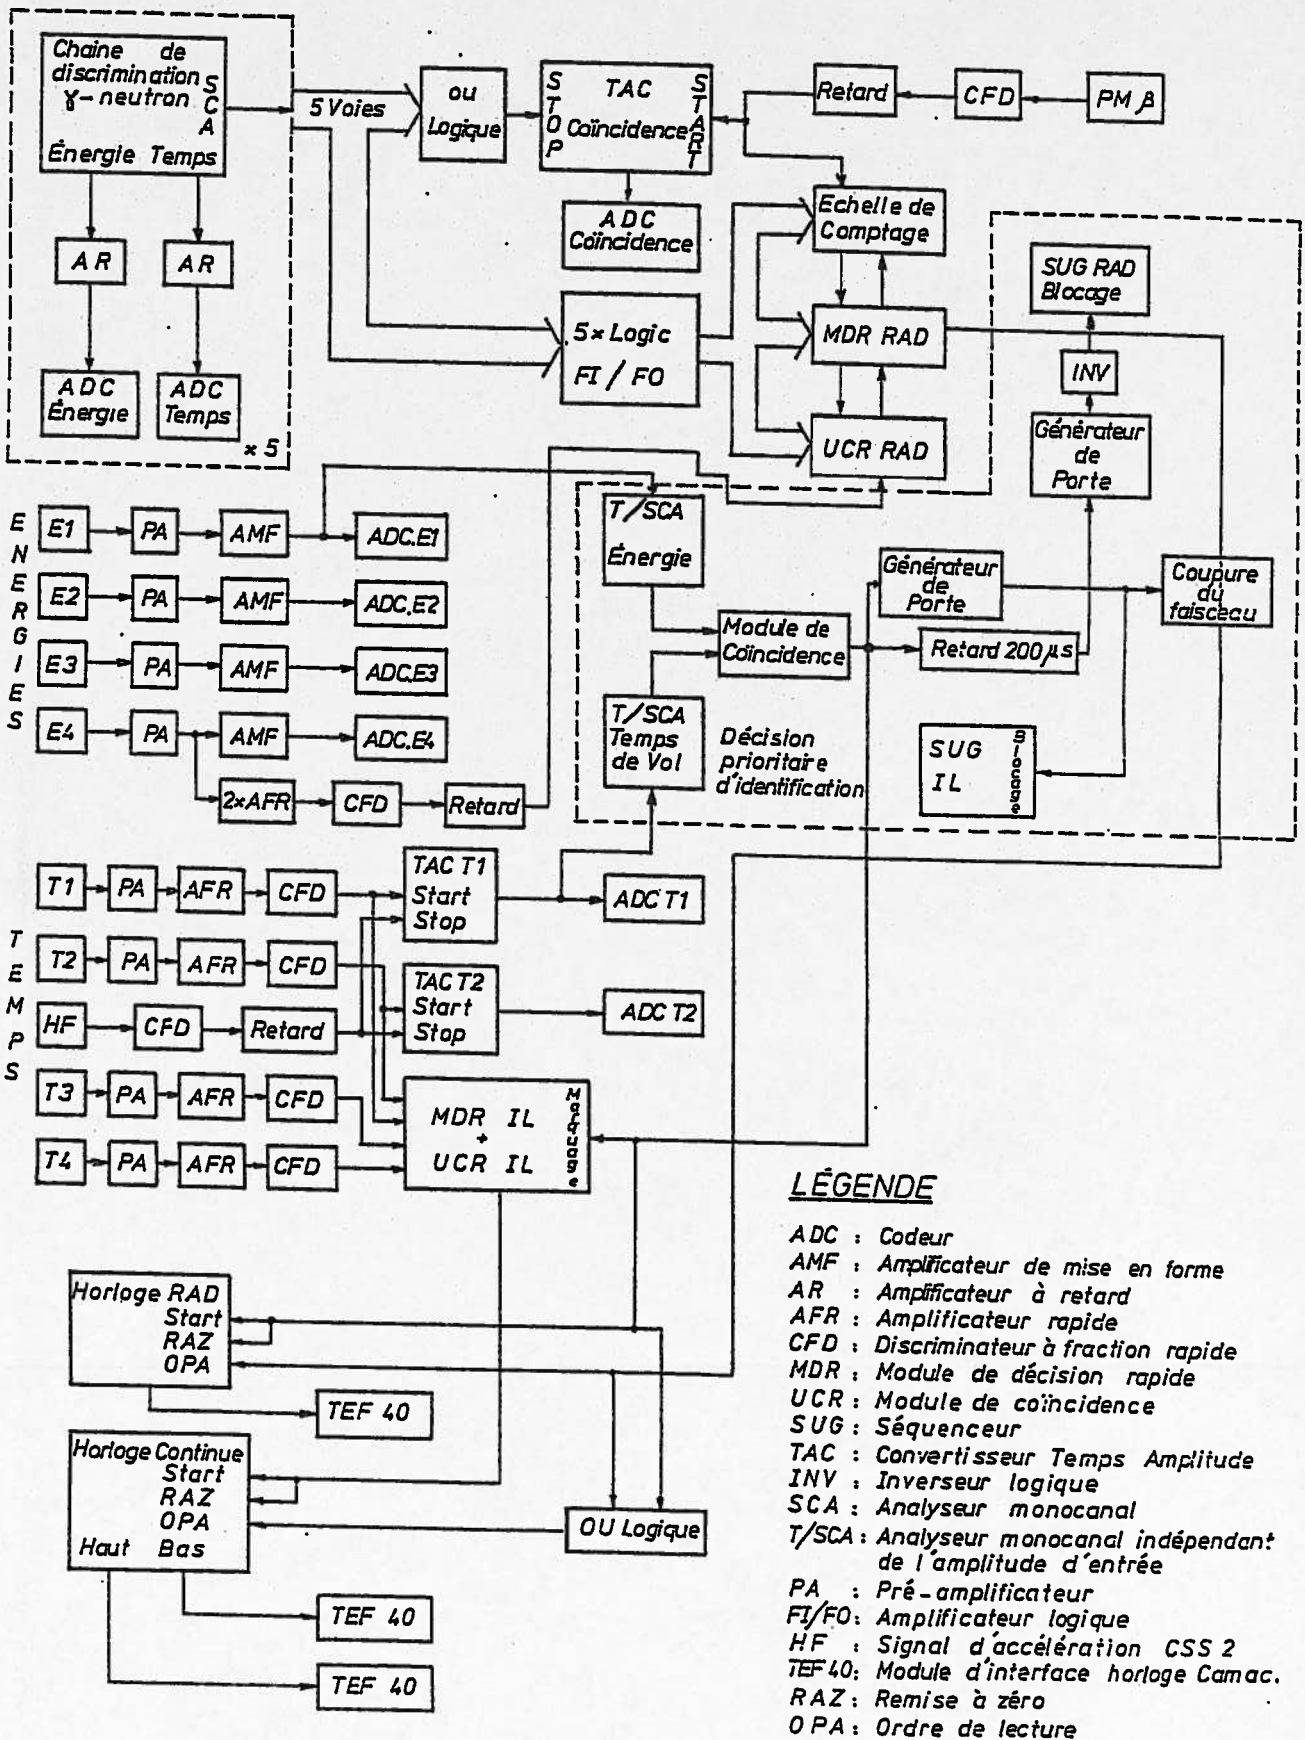 Chaine de
discrimination
γ-neutron
SCA
Énergie Temps
AR
AR
ADC
Énergie
ADC
Temps
× 5
5 Voies
ou
Logique
STOP
TAC
Coïncidence
START
Retard
CFD
PM β
ADC
Coïncidence
Echelle de
Comptage
5 x Logic
FI / FO
MDR RAD
UCR RAD
SUG RAD
Blocage
INV
Générateur
de
Porte
ENERGIES
E1
PA
AMF
ADC.E1
E2
PA
AMF
ADC.E2
E3
PA
AMF
ADC.E3
E4
PA
AMF
ADC.E4
2×AFR
CFD
Retard
T/SCA
Énergie
Module de
Coïncidence
T/SCA
Temps
de Vol
Décision
prioritaire
d'identification
Générateur
de
Porte
Retard 200 µs
Coupure
du
faisceau
SUG
IL
Blocage
TEMPS
T1
PA
AFR
CFD
TAC T1
Start
Stop
ADC T1
T2
PA
AFR
CFD
TAC T2
Start
Stop
ADC T2
HF
CFD
Retard
T3
PA
AFR
CFD
T4
PA
AFR
CFD
MDR IL
+
UCR IL
Marquage
Horloge RAD
Start
RAZ
OPA
TEF 40
Horloge Continue
Start
RAZ
OPA
Haut Bas
OU Logique
TEF 40
TEF 40
LÉGENDE
ADC : Codeur
AMF : Amplificateur de mise en forme
AR : Amplificateur à retard
AFR : Amplificateur rapide
CFD : Discriminateur à fraction rapide
MDR : Module de décision rapide
UCR : Module de coïncidence
SUG : Séquenceur
TAC : Convertisseur Temps Amplitude
INV : Inverseur logique
SCA : Analyseur monocanal
T/SCA : Analyseur monocanal indépendant
de l'amplitude d'entrée
PA : Pré-amplificateur
FI/FO : Amplificateur logique
HF : Signal d'accélération CSS 2
TEF 40 : Module d'interface horloge Camac.
RAZ : Remise à zéro
OPA : Ordre de lecture